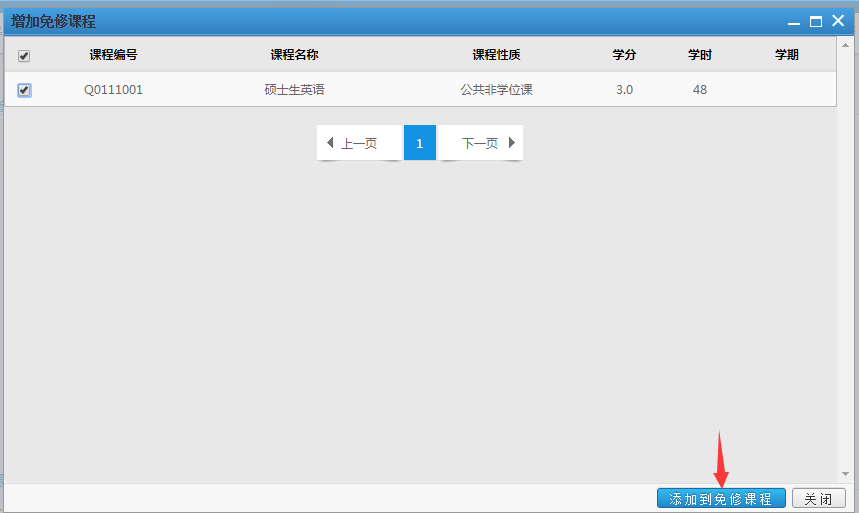 增加免修课程
课程编号 课程名称 课程性质 学分 学时 学期
Q0111001 硕士生英语 公共非学位课 3.0 48
上一页 1 下一页
添加到免修课程 关闭